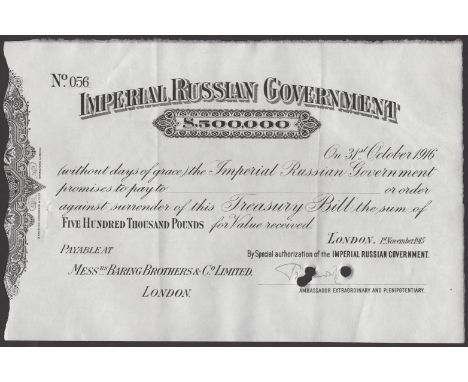 No. 056
IMPERIAL RUSSIAN GOVERNMENT
£.500,000
On 31st October 1916
(without days of grace) the Imperial Russian Government
promises to pay to or order
against surrender of this Treasury Bill the sum of
FIVE HUNDRED THOUSAND POUNDS for Value received.
LONDON. 1st November 1915
PAYABLE AT
By Special authorization of the IMPERIAL RUSSIAN GOVERNMENT.
MESSRS BARING BROTHERS & Co LIMITED,
LONDON.
AMBASSADOR EXTRAORDINARY AND PLENIPOTENTIARY.